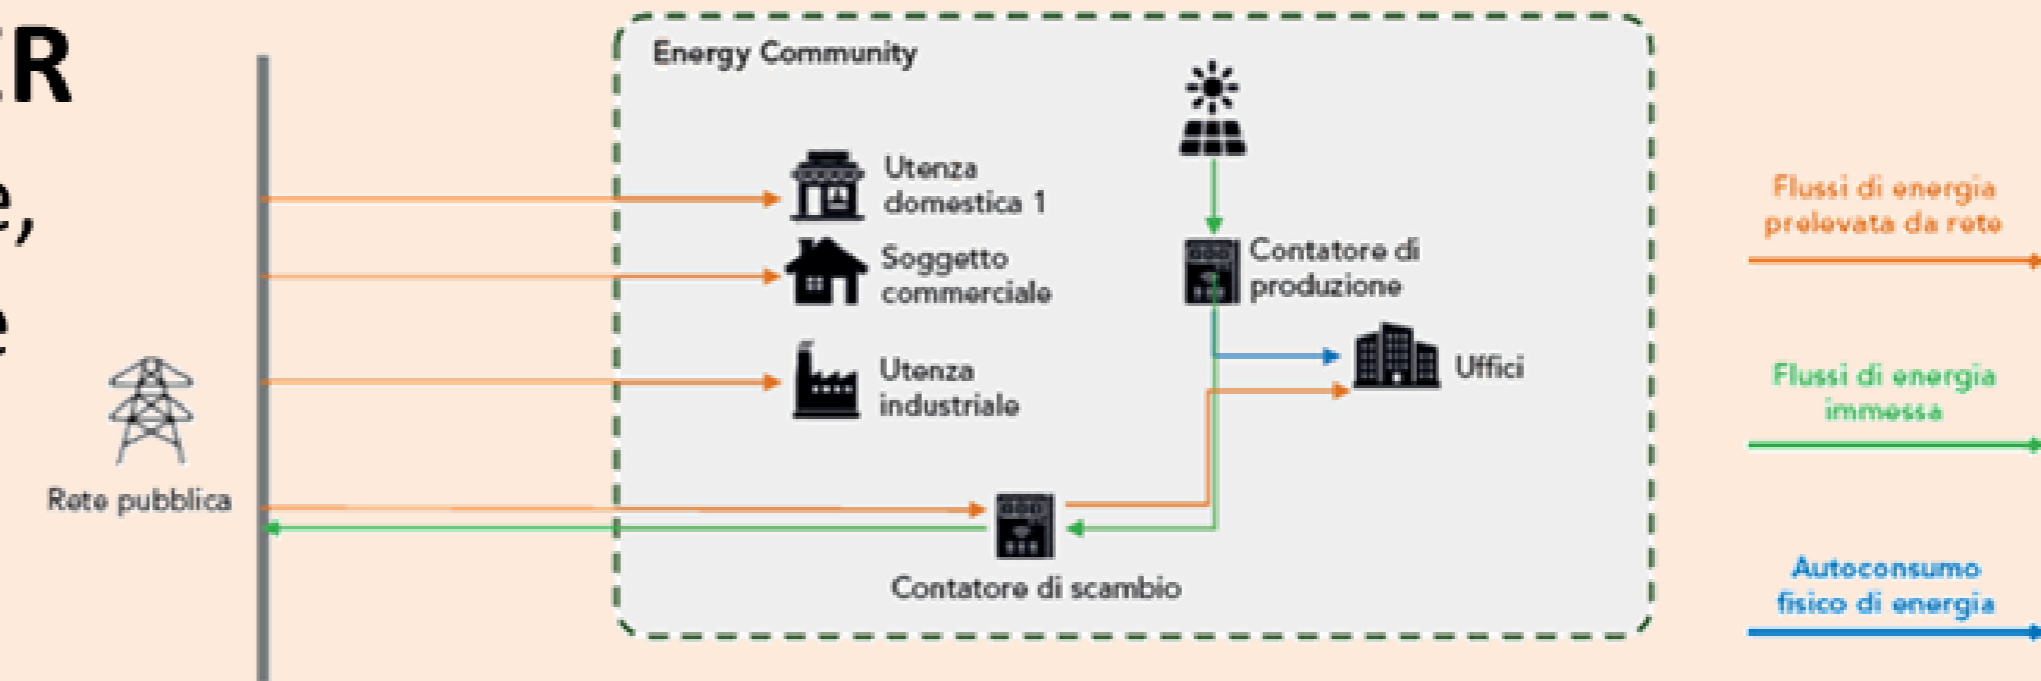 R
e,
e
Rete pubblica
Energy Community
Utenza
domestica 1
Soggetto
commerciale
Utenza
industriale
Contatore di
produzione
Uffici
Contatore di scambio
Flussi di energia
prelevata da rete
Flussi di energia
immessa
Autoconsumo
fisico di energia